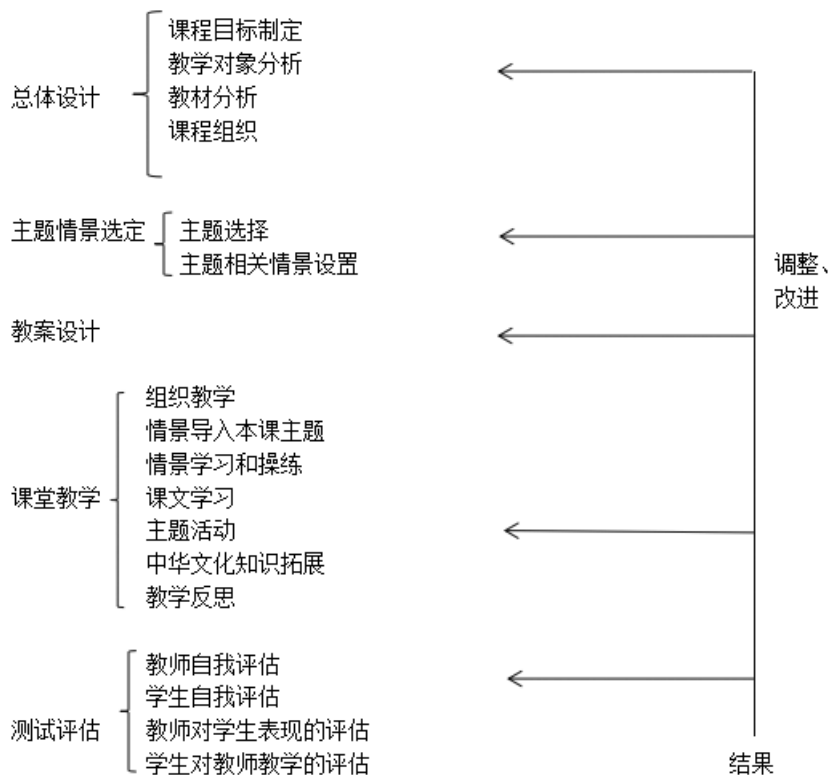 课程目标制定
教学对象分析
总体设计
教材分析
课程组织
主题情景选定
主题选择
主题相关情景设置
调整、
改进
教案设计
组织教学
情景导入本课主题
情景学习和操练
课堂教学
课文学习
主题活动
中华文化知识拓展
教学反思
教师自我评估
学生自我评估
测试评估
教师对学生表现的评估
学生对教师教学的评估
结果